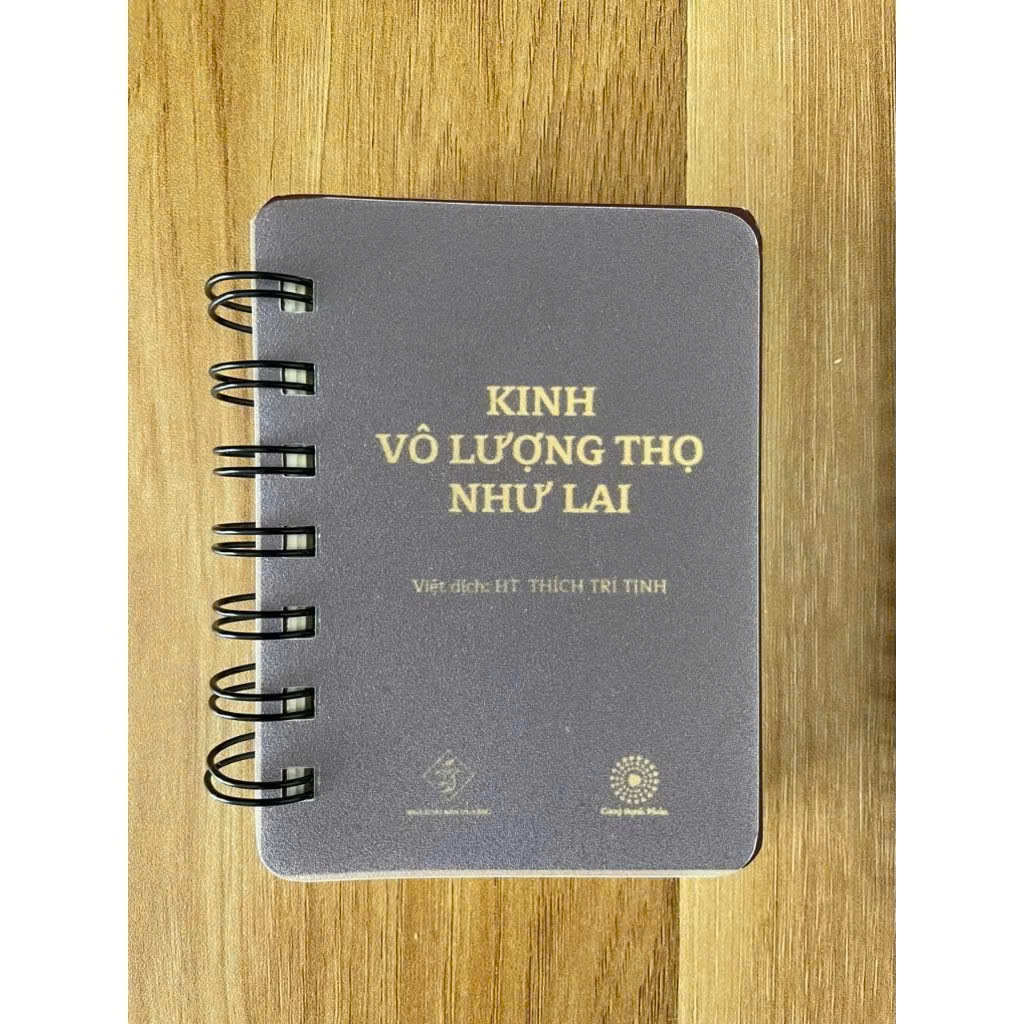 KINH
VÔ LƯỢNG THỌ
NHƯ LAI
Việt dịch: HT. THÍCH TRÍ TỊNH